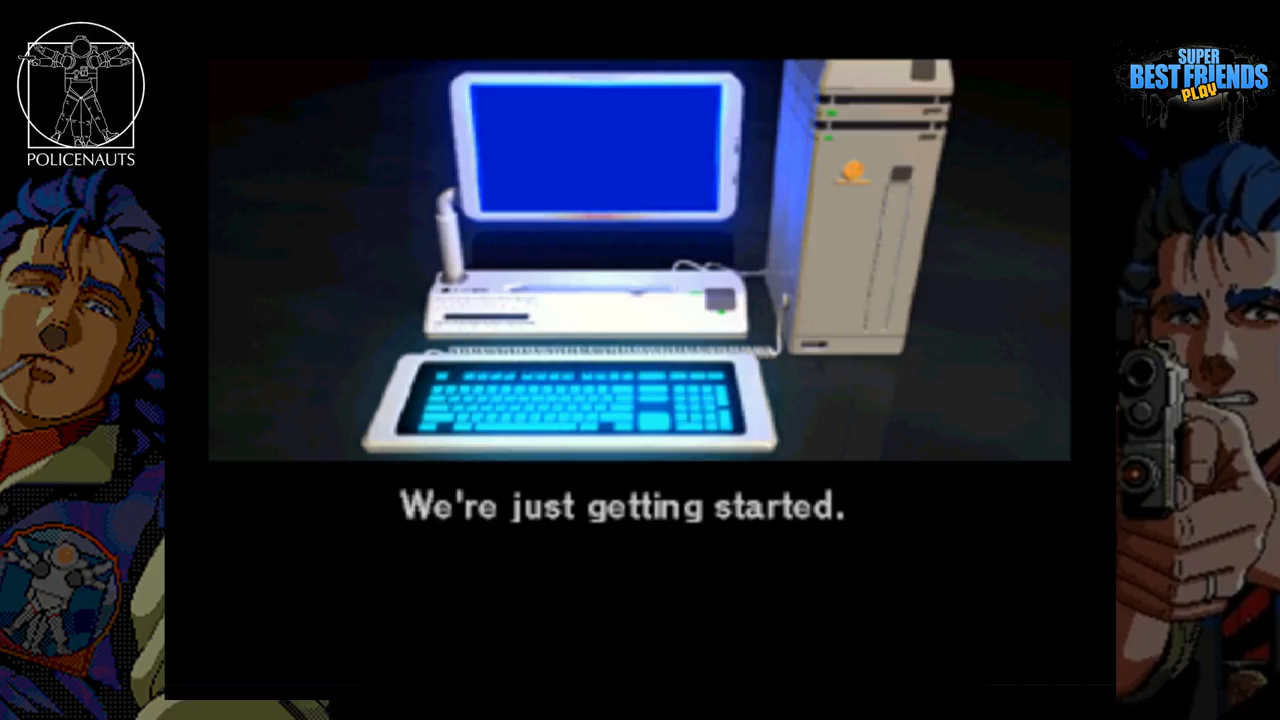 SUPER
BEST FRIENDS
PLAY
POLICENAUTS
We're just getting started.